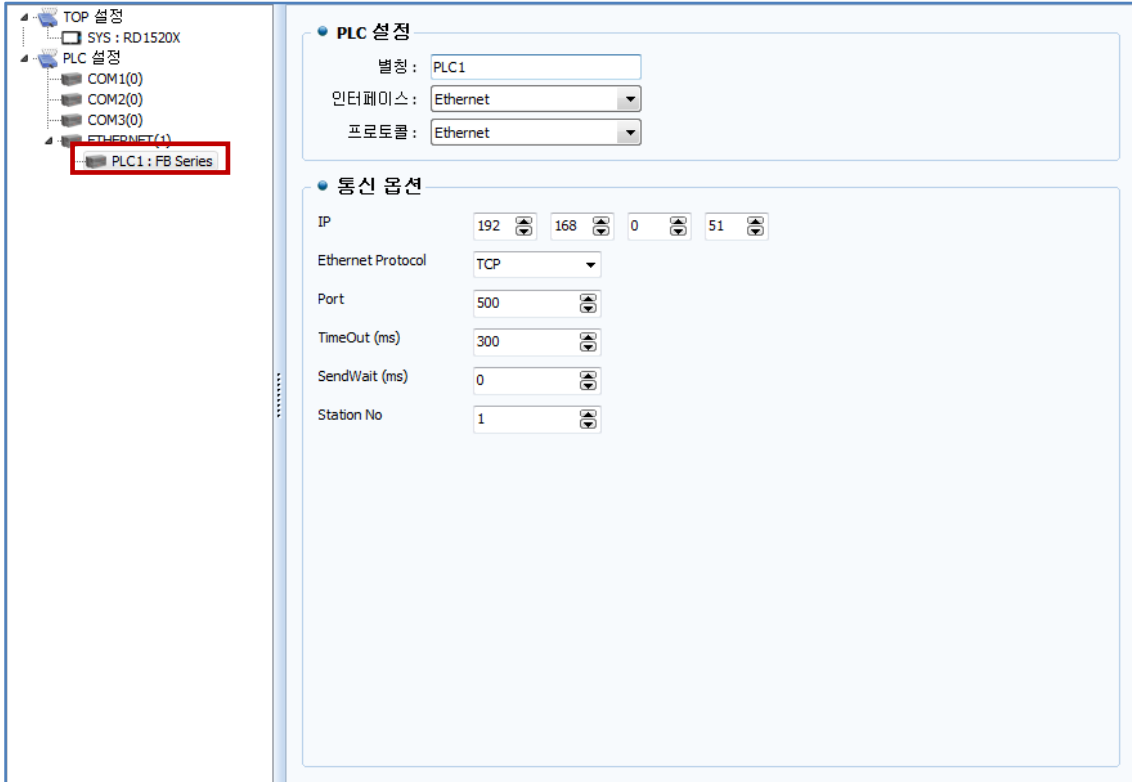 TOP 설정
SYS : RD1520X
PLC 설정
COM1(0)
COM2(0)
COM3(0)
ETHERNET(1)
PLC1 : FB Series
PLC 설정
별칭 : PLC1
인터페이스 : Ethernet
프로토콜 : Ethernet
통신 옵션
IP 192 168 0 51
Ethernet Protocol TCP
Port 500
TimeOut (ms) 300
SendWait (ms) 0
Station No 1